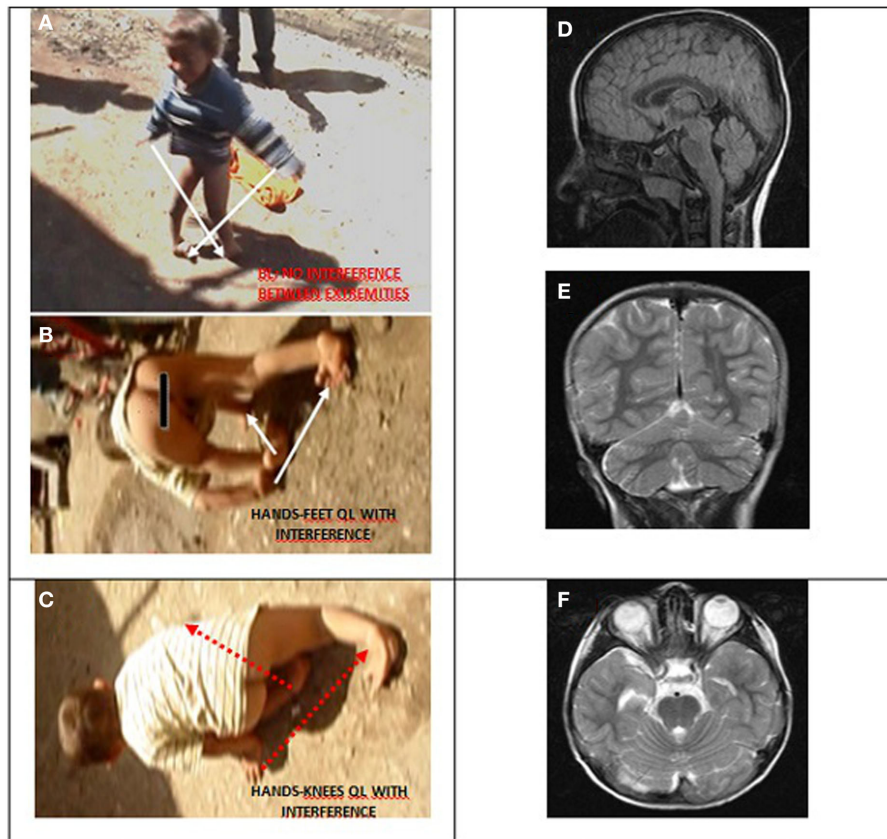 A
BL: NO INTERFERENCE
BETWEEN EXTREMITIES
B
HANDS-FEET QL WITH
INTERFERENCE
C
HANDS-KNEES QL WITH
INTERFERENCE
D
E
F